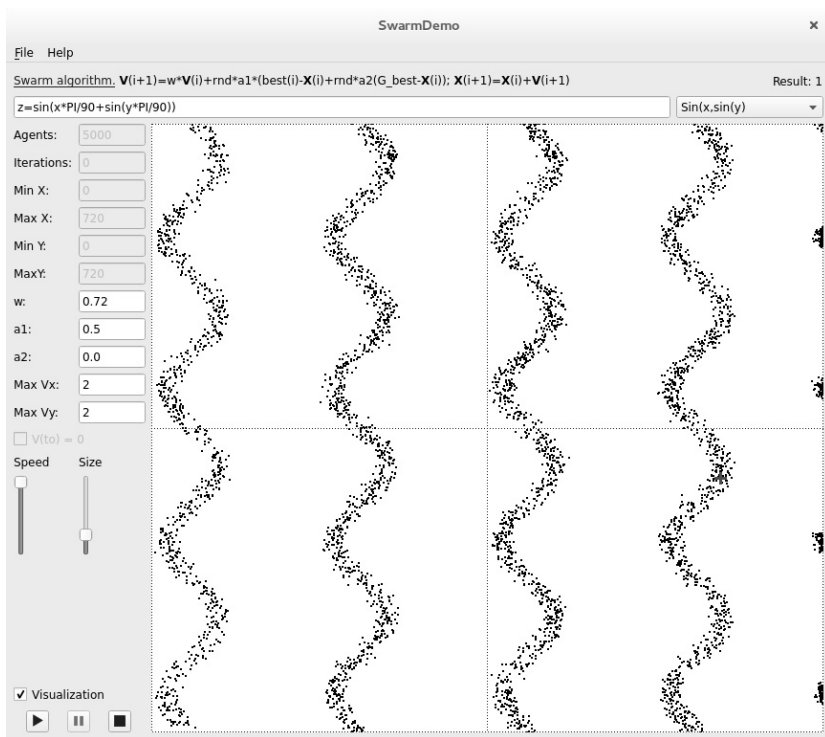 SwarmDemo ×
File Help
Swarm algorithm. V(i+1)=w*V(i)+rnd*a1*(best(i)-X(i)+rnd*a2(G_best-X(i)); X(i+1)=X(i)+V(i+1) Result: 1
z=sin(x*PI/90+sin(y*PI/90)) Sin(x,sin(y)
Agents: 5000
Iterations: 0
Min X: 0
Max X: 720
Min Y: 0
MaxY: 720
w: 0.72
a1: 0.5
a2: 0.0
Max Vx: 2
Max Vy: 2
V(to) = 0
Speed Size
Visualization